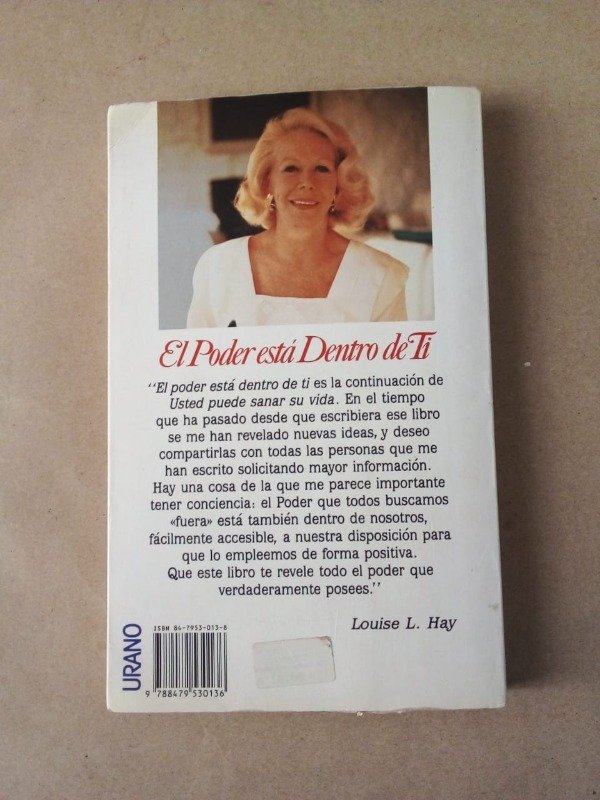 El Poder está Dentro de Ti
“El poder está dentro de ti es la continuación de
Usted puede sanar su vida. En el tiempo
que ha pasado desde que escribiera ese libro
se me han revelado nuevas ideas, y deseo
compartirlas con todas las personas que me
han escrito solicitando mayor información.
Hay una cosa de la que me parece importante
tener conciencia: el Poder que todos buscamos
«fuera» está también dentro de nosotros,
fácilmente accesible, a nuestra disposición para
que lo empleemos de forma positiva.
Que este libro te revele todo el poder que
verdaderamente posees.”
Louise L. Hay
URANO
ISBN 84-7953-013-8
9 788479 530136